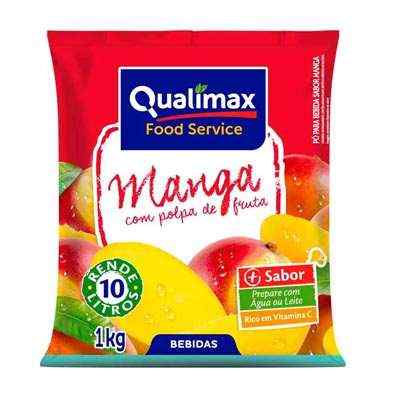 Qualimax
Food Service
Manga
com polpa de fruta
PÓ PARA BEBIDA SABOR MANGA
RENDE
10
LITROS
1kg
+ Sabor
Prepare com
Água ou Leite
Rico em Vitamina C
BEBIDAS